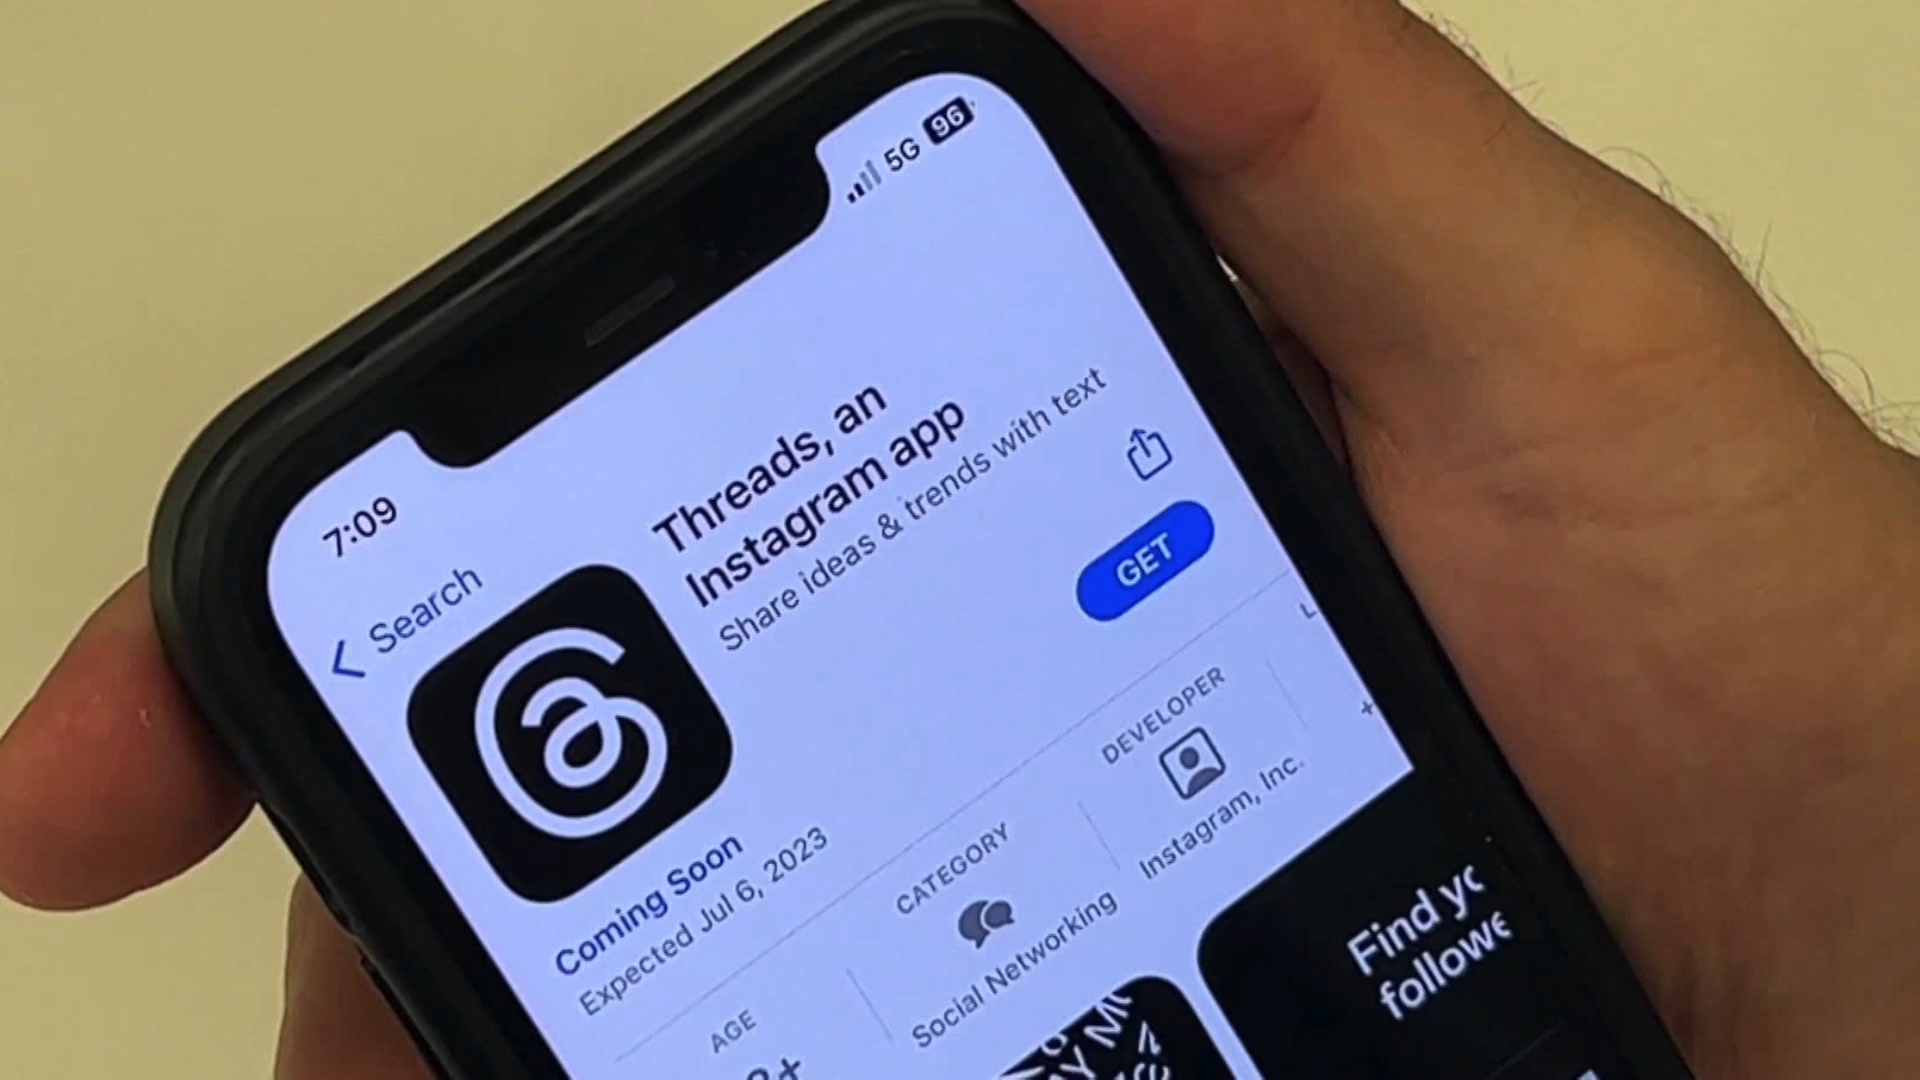 7:09
5G 96
Search
Threads, an
Instagram app
Share ideas & trends with text
GET
Coming Soon
Expected Jul 6, 2023
AGE
CATEGORY
Social Networking
DEVELOPER
Instagram, Inc.
L
+
Find